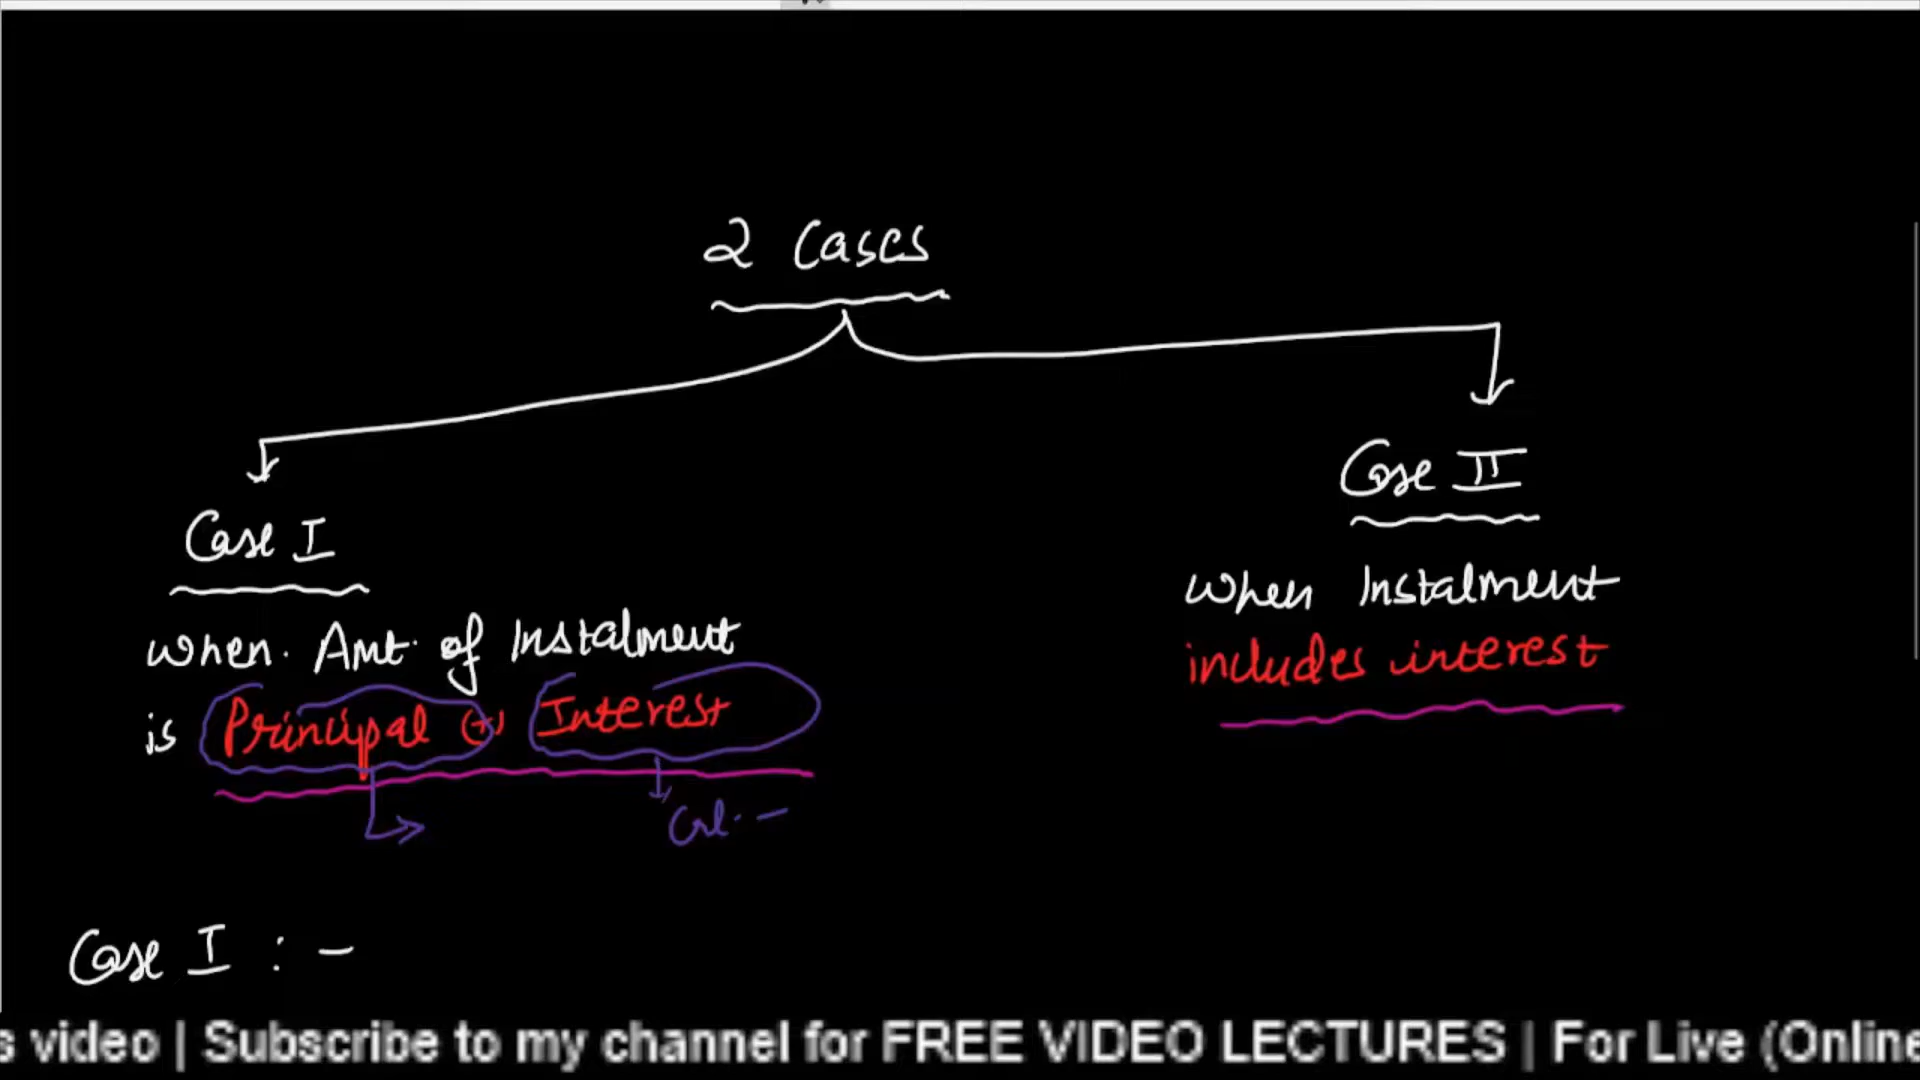 2 Cases
Case I
when. Amt. of Instalment
is Principal (+) Interest
Cal. -
Case II
when Instalment
includes interest
Case I : -
s video | Subscribe to my channel for FREE VIDEO LECTURES | For Live (Online